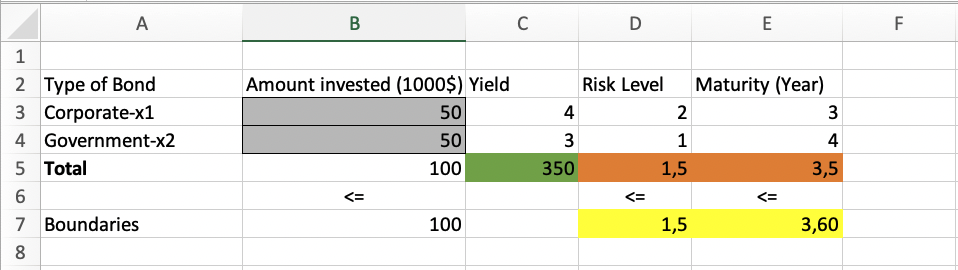 A B C D E F
1
2 Type of Bond Amount invested (1000$) Yield Risk Level Maturity (Year)
3 Corporate-x1 50 4 2 3
4 Government-x2 50 3 1 4
5 Total 100 350 1,5 3,5
6 <= <= <=
7 Boundaries 100 1,5 3,60
8